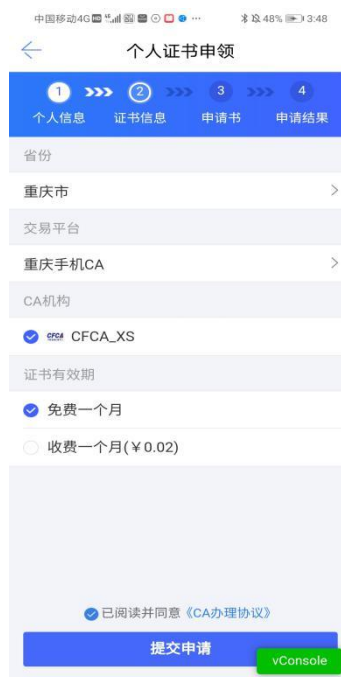 中国移动4G ··· 48% 3:48
个人证书申领
1 2 3 4
个人信息 证书信息 申请书 申请结果
省份
重庆市
交易平台
重庆手机CA
CA机构
CFCA CFCA_XS
证书有效期
免费一个月
收费一个月(￥0.02)
已阅读并同意《CA办理协议》
提交申请
vConsole